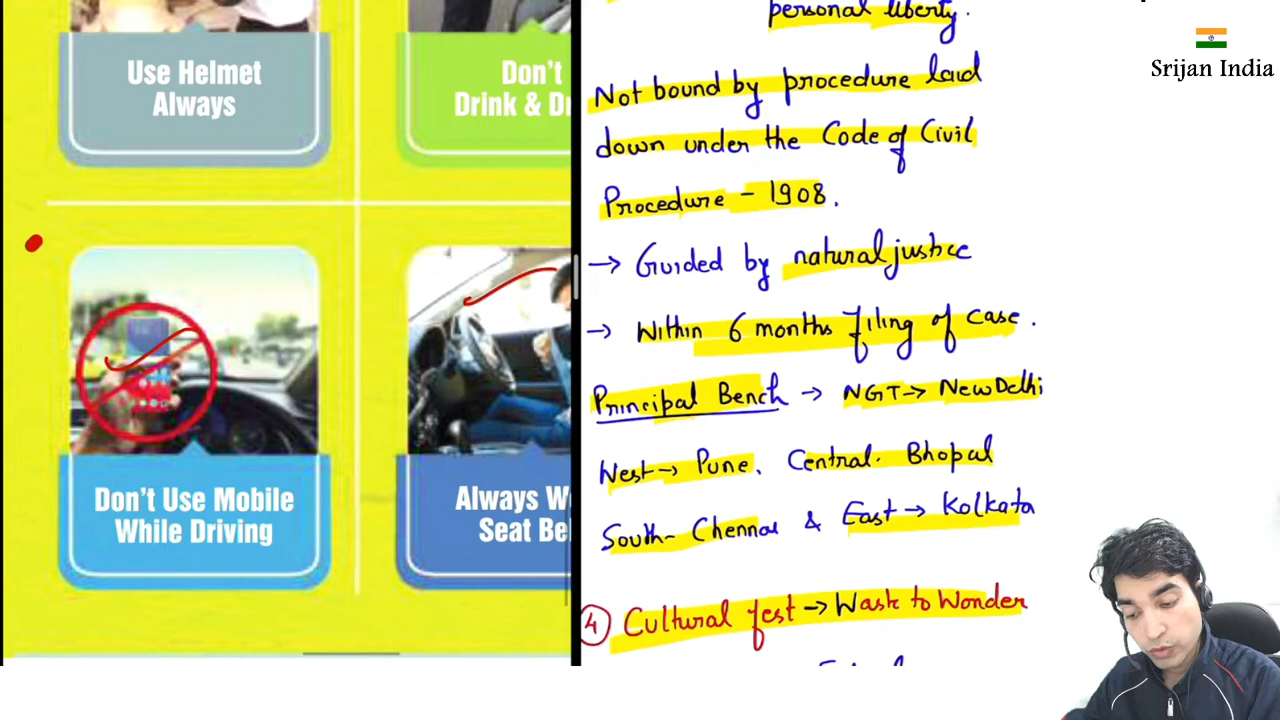 Use Helmet
Always
Don't
Drink & Dr
Don't Use Mobile
While Driving
Always W
Seat Be
personal liberty.
Not bound by procedure laid
down under the Code of Civil
Procedure - 1908.
→ Guided by natural justice
→ Within 6 months filing of case.
Principal Bench → NGT → New Delhi
West → Pune. Central. Bhopal
South - Chennai & East → Kolkata
4 Cultural fest → Waste to Wonder
Srijan India